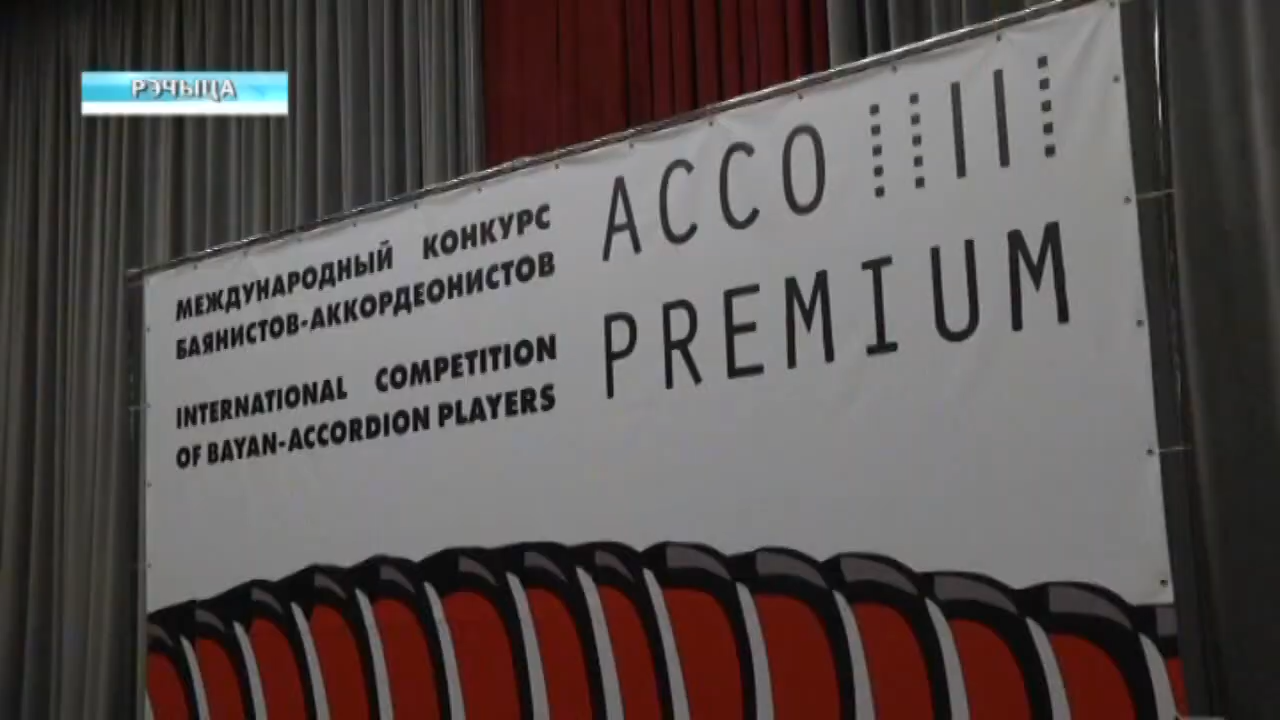 РЭЧЫЦА
МЕЖДУНАРОДНЫЙ КОНКУРС
БАЯНИСТОВ-АККОРДЕОНИСТОВ
INTERNATIONAL COMPETITION
OF BAYAN-ACCORDION PLAYERS
ACCO
PREMIUM